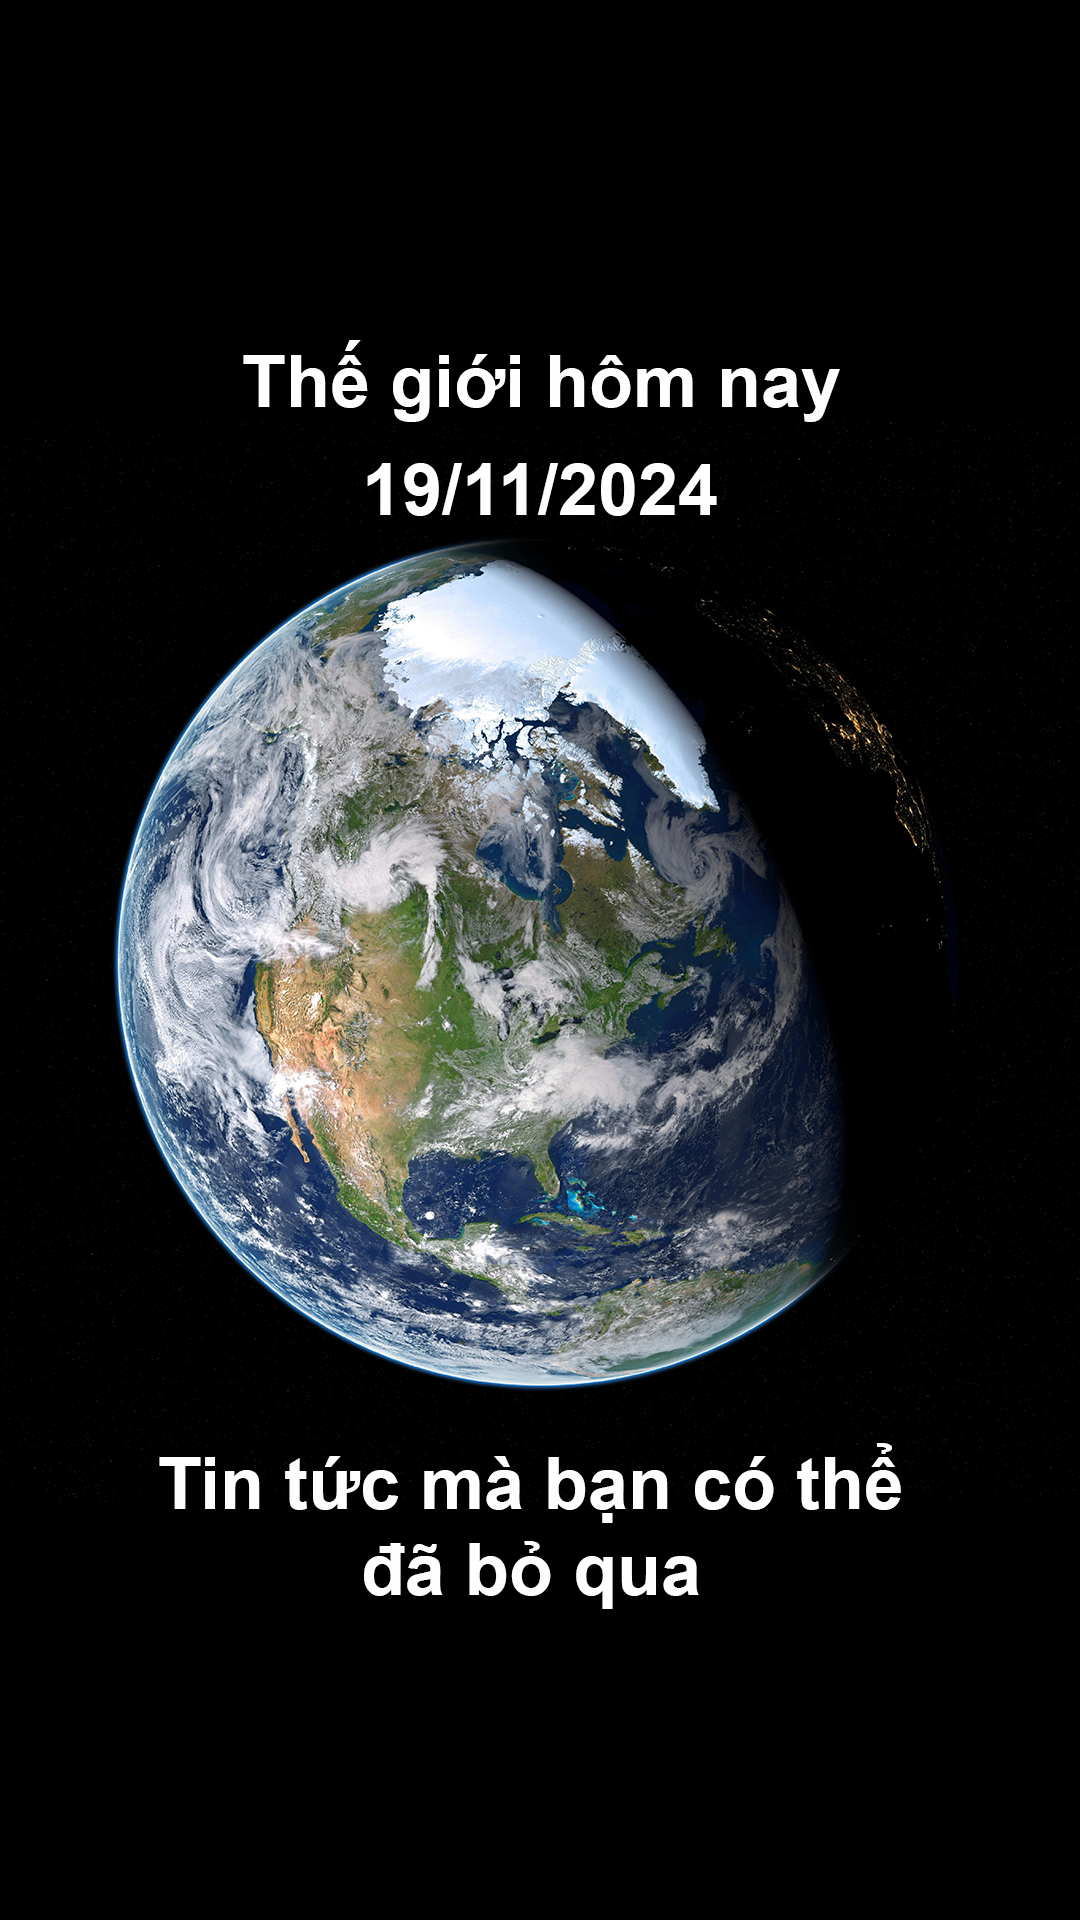 Thế giới hôm nay
19/11/2024
Tin tức mà bạn có thể
đã bỏ qua